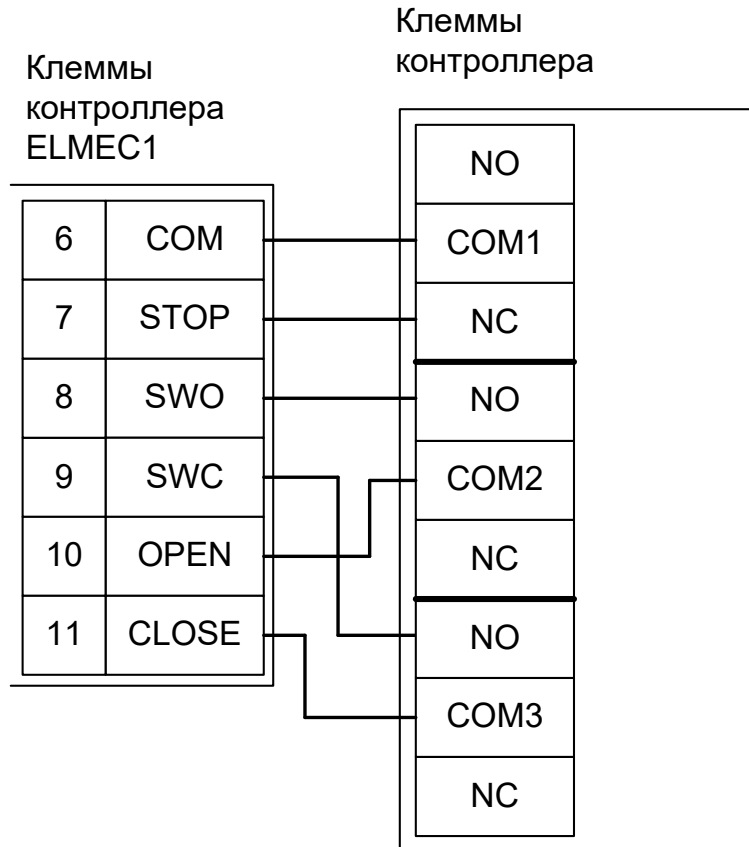 Клеммы
контроллера
Клеммы
контроллера
ELMEC1
NO
6 COM
COM1
7 STOP
NC
8 SWO
NO
9 SWC
COM2
10 OPEN
NC
11 CLOSE
NO
COM3
NC